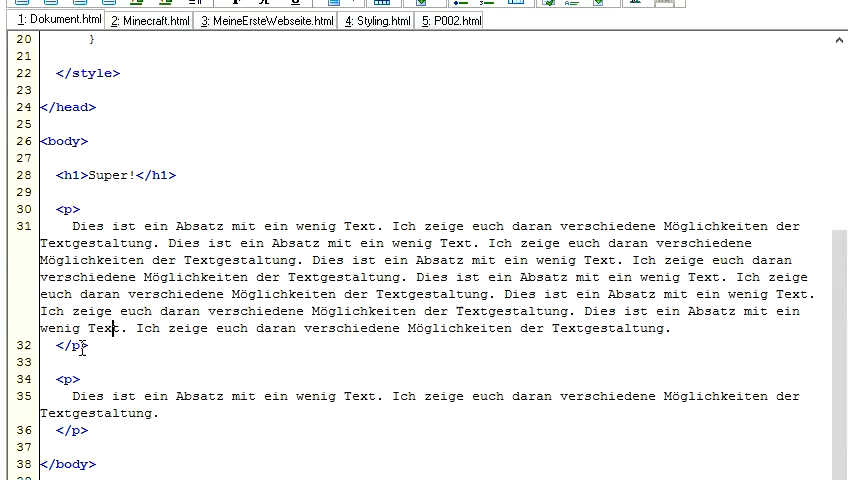 1: Dokument.html 2: Minecraft.html 3: MeineErsteWebseite.html 4: Styling.html 5: P002.html
20 }
21
22 </style>
23
24 </head>
25
26 <body>
27
28 <h1>Super!</h1>
29
30 <p>
31 Dies ist ein Absatz mit ein wenig Text. Ich zeige euch daran verschiedene Möglichkeiten der
Textgestaltung. Dies ist ein Absatz mit ein wenig Text. Ich zeige euch daran verschiedene
Möglichkeiten der Textgestaltung. Dies ist ein Absatz mit ein wenig Text. Ich zeige euch daran
verschiedene Möglichkeiten der Textgestaltung. Dies ist ein Absatz mit ein wenig Text. Ich zeige
euch daran verschiedene Möglichkeiten der Textgestaltung. Dies ist ein Absatz mit ein wenig Text.
Ich zeige euch daran verschiedene Möglichkeiten der Textgestaltung. Dies ist ein Absatz mit ein
wenig Text. Ich zeige euch daran verschiedene Möglichkeiten der Textgestaltung.
32 </p>
33
34 <p>
35 Dies ist ein Absatz mit ein wenig Text. Ich zeige euch daran verschiedene Möglichkeiten der
Textgestaltung.
36 </p>
37
38 </body>